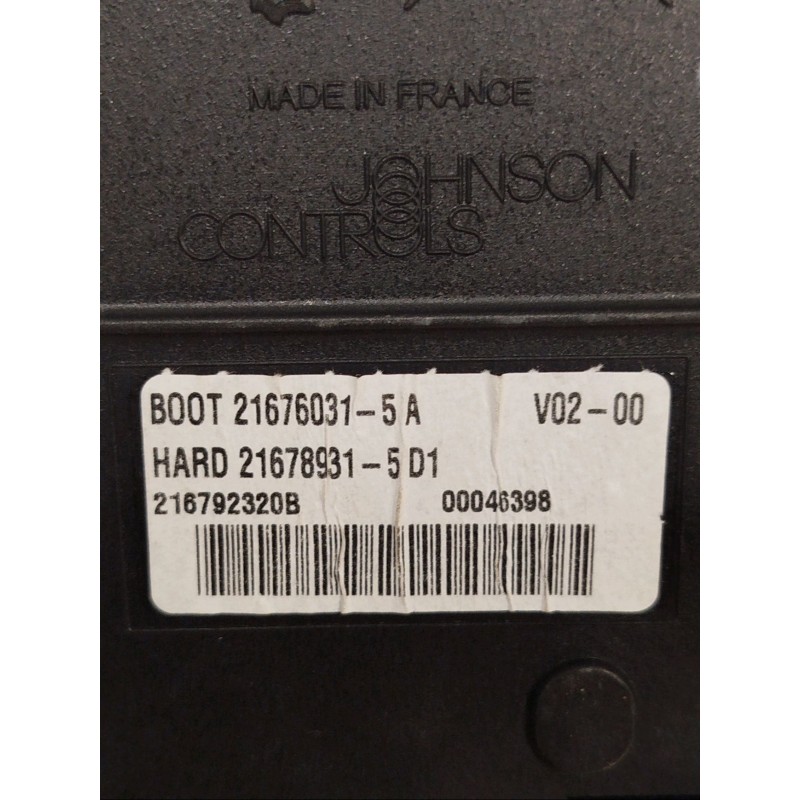 MADE IN FRANCE
JOHNSON
CONTROLS
BOOT 21676031-5 A V02-00
HARD 21678931-5 D1
216792320B 00046398